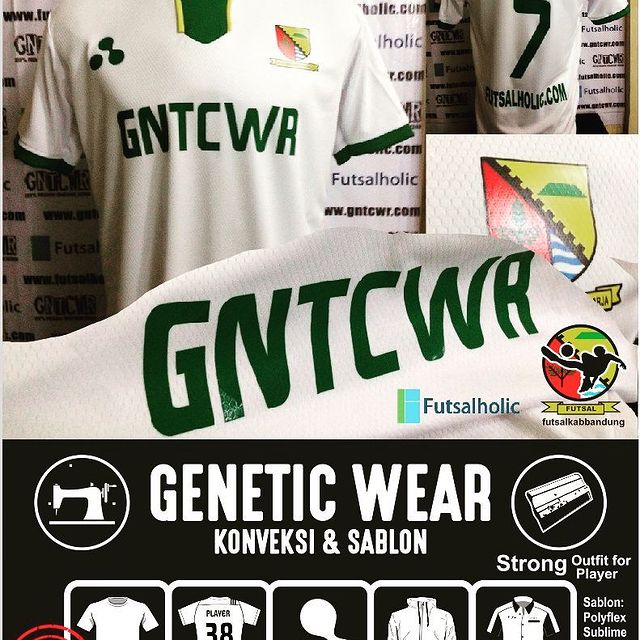 GNTCWR
7
FUTSALHOLIC.COM
Futsalholic
www.gntcwr.com
GNTCWR
Futsalholic
FUTSAL
futsalkabbandung
GENETIC WEAR
KONVEKSI & SABLON
Strong Outfit for
Player
PLAYER
38
Sablon:
Polyflex
Sublime